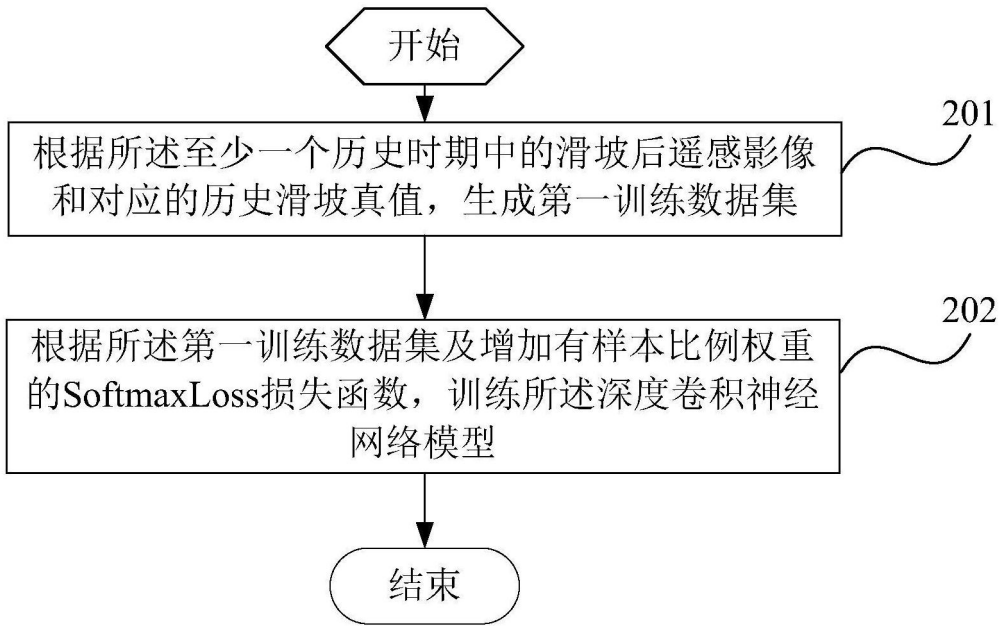 开始
201
根据所述至少一个历史时期中的滑坡后遥感影像
和对应的历史滑坡真值，生成第一训练数据集
202
根据所述第一训练数据集及增加有样本比例权重
的SoftmaxLoss损失函数，训练所述深度卷积神经
网络模型
结束